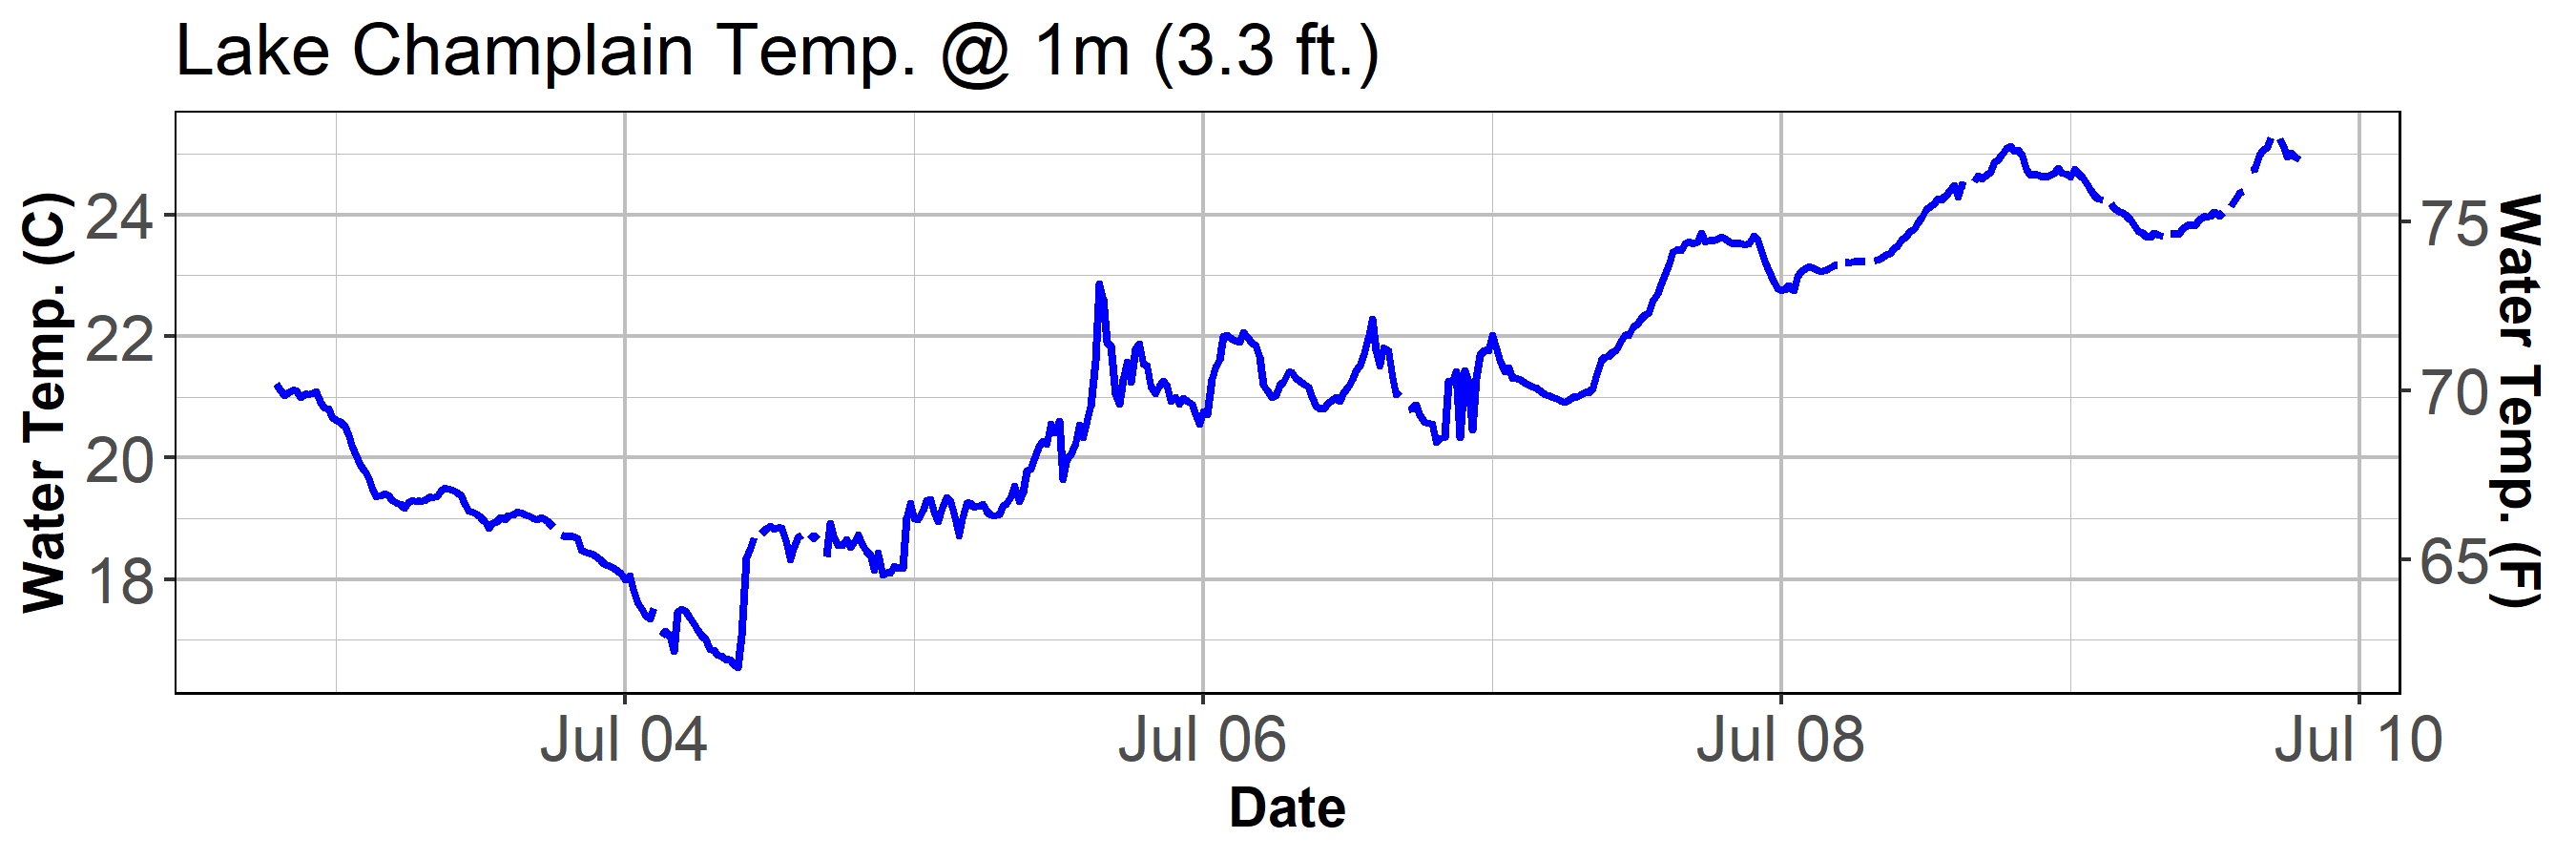 Lake Champlain Temp. @ 1m (3.3 ft.)
Water Temp. (C)
24
22
20
18
75
70
65
Water Temp. (F)
Jul 04
Jul 06
Jul 08
Jul 10
Date